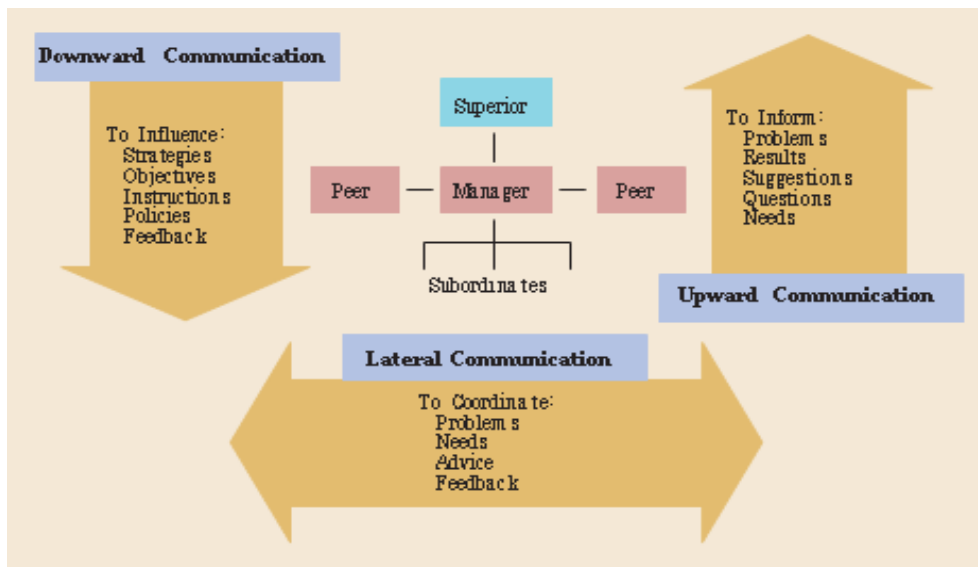 Downward Communication
To Influence:
Strategies
Objectives
Instructions
Policies
Feedback
Superior
Peer
Manager
Peer
Subordinates
To Inform:
Problems
Results
Suggestions
Questions
Needs
Upward Communication
Lateral Communication
To Coordinate:
Problems
Needs
Advice
Feedback